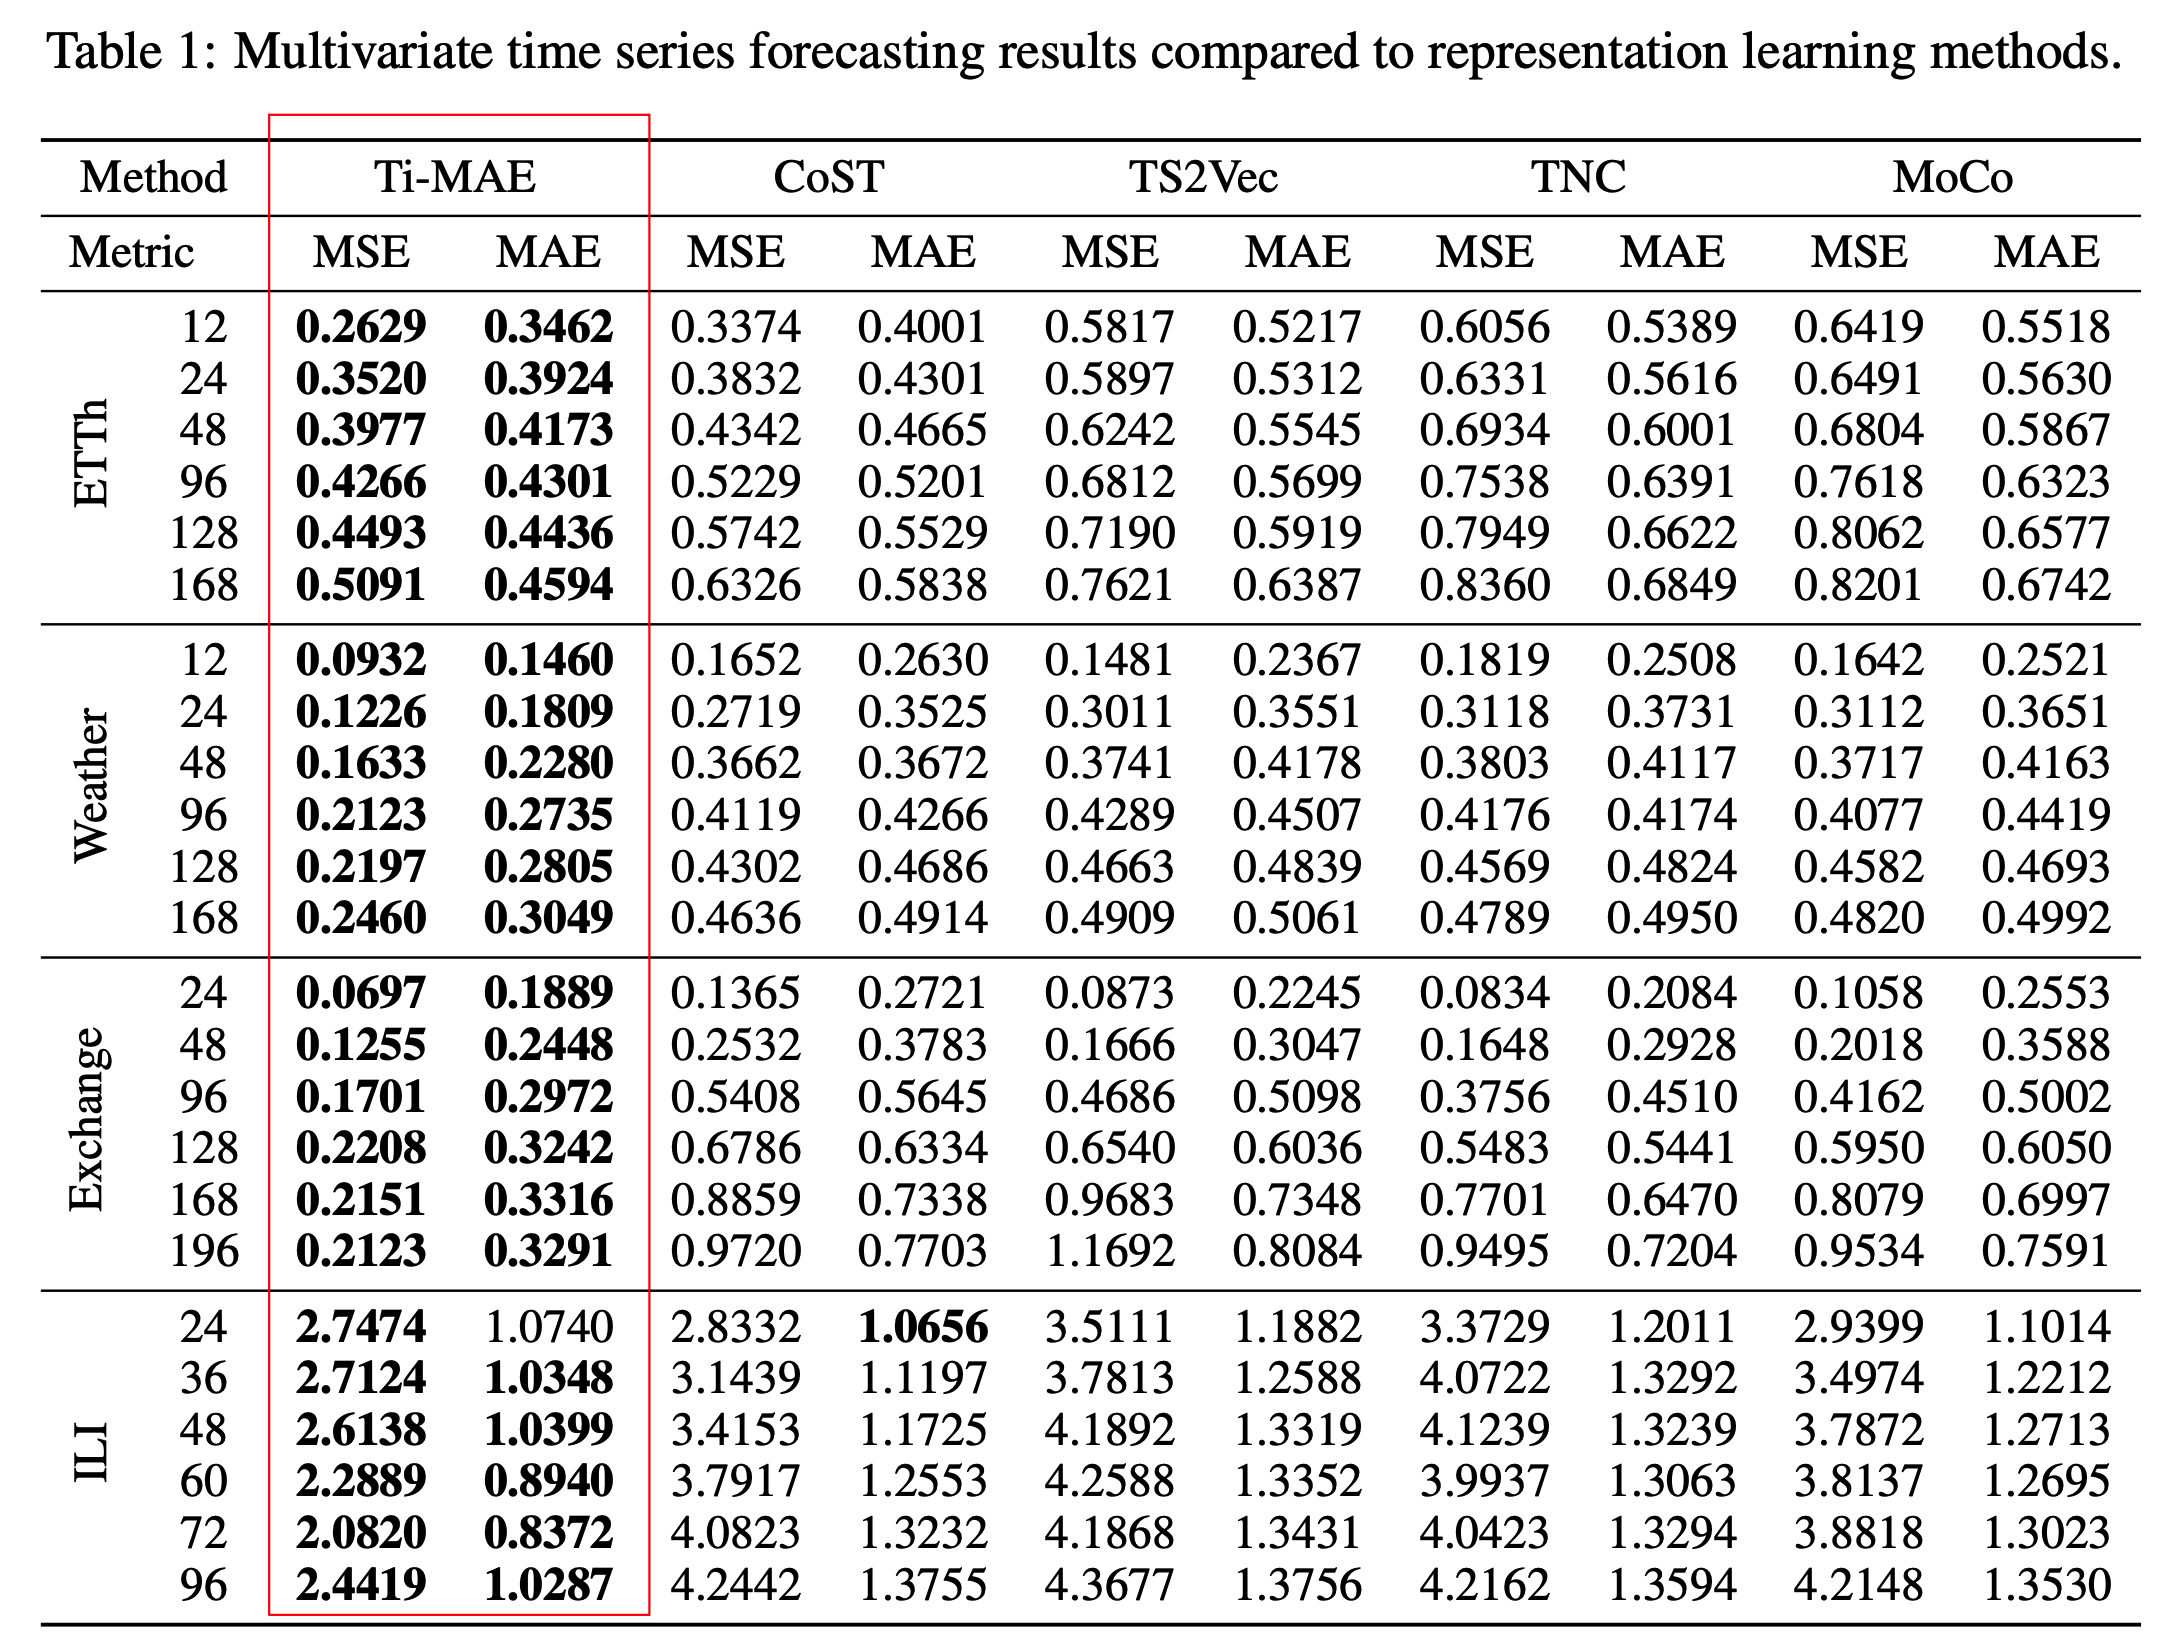 Table 1: Multivariate time series forecasting results compared to representation learning methods.
Method Ti-MAE CoST TS2Vec TNC MoCo
Metric MSE MAE MSE MAE MSE MAE MSE MAE MSE MAE
ETTh
12 0.2629 0.3462 0.3374 0.4001 0.5817 0.5217 0.6056 0.5389 0.6419 0.5518
24 0.3520 0.3924 0.3832 0.4301 0.5897 0.5312 0.6331 0.5616 0.6491 0.5630
48 0.3977 0.4173 0.4342 0.4665 0.6242 0.5545 0.6934 0.6001 0.6804 0.5867
96 0.4266 0.4301 0.5229 0.5201 0.6812 0.5699 0.7538 0.6391 0.7618 0.6323
128 0.4493 0.4436 0.5742 0.5529 0.7190 0.5919 0.7949 0.6622 0.8062 0.6577
168 0.5091 0.4594 0.6326 0.5838 0.7621 0.6387 0.8360 0.6849 0.8201 0.6742
Weather
12 0.0932 0.1460 0.1652 0.2630 0.1481 0.2367 0.1819 0.2508 0.1642 0.2521
24 0.1226 0.1809 0.2719 0.3525 0.3011 0.3551 0.3118 0.3731 0.3112 0.3651
48 0.1633 0.2280 0.3662 0.3672 0.3741 0.4178 0.3803 0.4117 0.3717 0.4163
96 0.2123 0.2735 0.4119 0.4266 0.4289 0.4507 0.4176 0.4174 0.4077 0.4419
128 0.2197 0.2805 0.4302 0.4686 0.4663 0.4839 0.4569 0.4824 0.4582 0.4693
168 0.2460 0.3049 0.4636 0.4914 0.4909 0.5061 0.4789 0.4950 0.4820 0.4992
Exchange
24 0.0697 0.1889 0.1365 0.2721 0.0873 0.2245 0.0834 0.2084 0.1058 0.2553
48 0.1255 0.2448 0.2532 0.3783 0.1666 0.3047 0.1648 0.2928 0.2018 0.3588
96 0.1701 0.2972 0.5408 0.5645 0.4686 0.5098 0.3756 0.4510 0.4162 0.5002
128 0.2208 0.3242 0.6786 0.6334 0.6540 0.6036 0.5483 0.5441 0.5950 0.6050
168 0.2151 0.3316 0.8859 0.7338 0.9683 0.7348 0.7701 0.6470 0.8079 0.6997
196 0.2123 0.3291 0.9720 0.7703 1.1692 0.8084 0.9495 0.7204 0.9534 0.7591
ILI
24 2.7474 1.0740 2.8332 1.0656 3.5111 1.1882 3.3729 1.2011 2.9399 1.1014
36 2.7124 1.0348 3.1439 1.1197 3.7813 1.2588 4.0722 1.3292 3.4974 1.2212
48 2.6138 1.0399 3.4153 1.1725 4.1892 1.3319 4.1239 1.3239 3.7872 1.2713
60 2.2889 0.8940 3.7917 1.2553 4.2588 1.3352 3.9937 1.3063 3.8137 1.2695
72 2.0820 0.8372 4.0823 1.3232 4.1868 1.3431 4.0423 1.3294 3.8818 1.3023
96 2.4419 1.0287 4.2442 1.3755 4.3677 1.3756 4.2162 1.3594 4.2148 1.3530